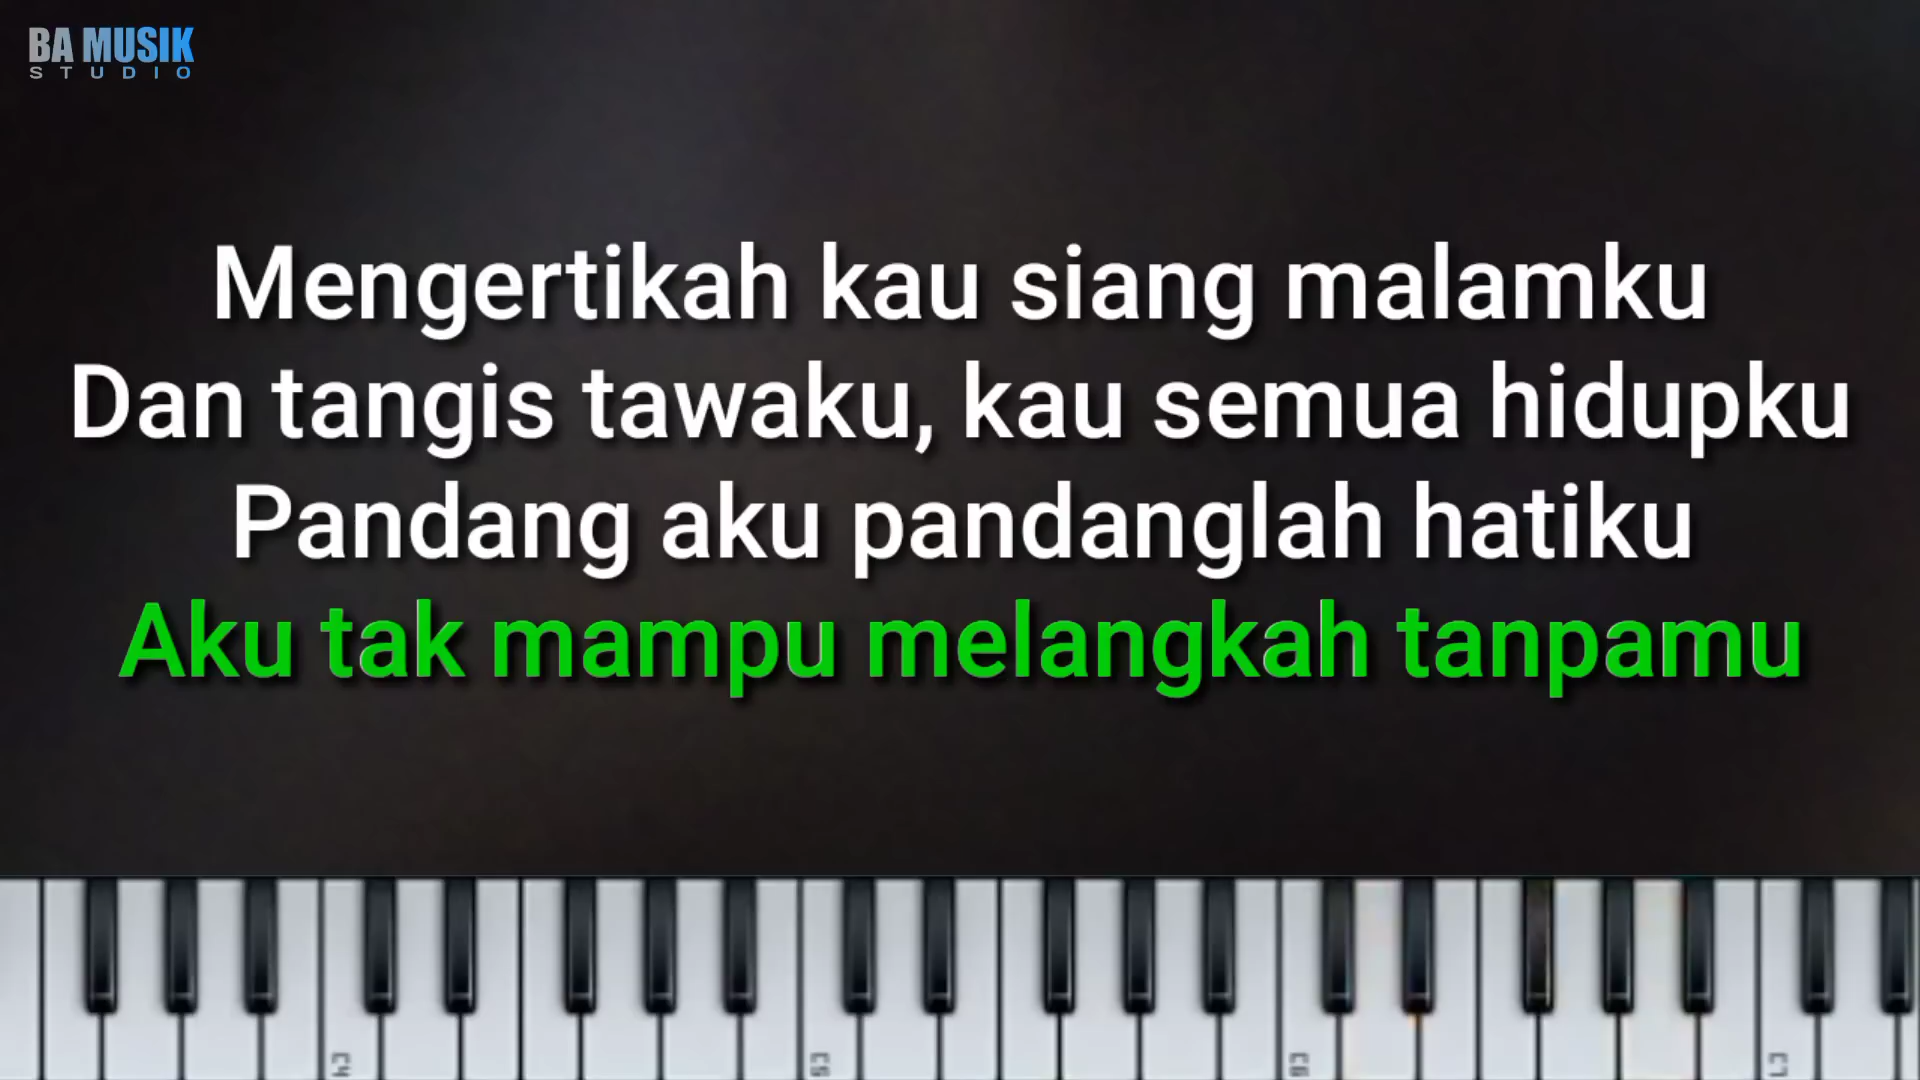 BA MUSIK
STUDIO
Mengertikah kau siang malamku
Dan tangis tawaku, kau semua hidupku
Pandang aku pandanglah hatiku
Aku tak mampu melangkah tanpamu
C4
C5
C6
C7